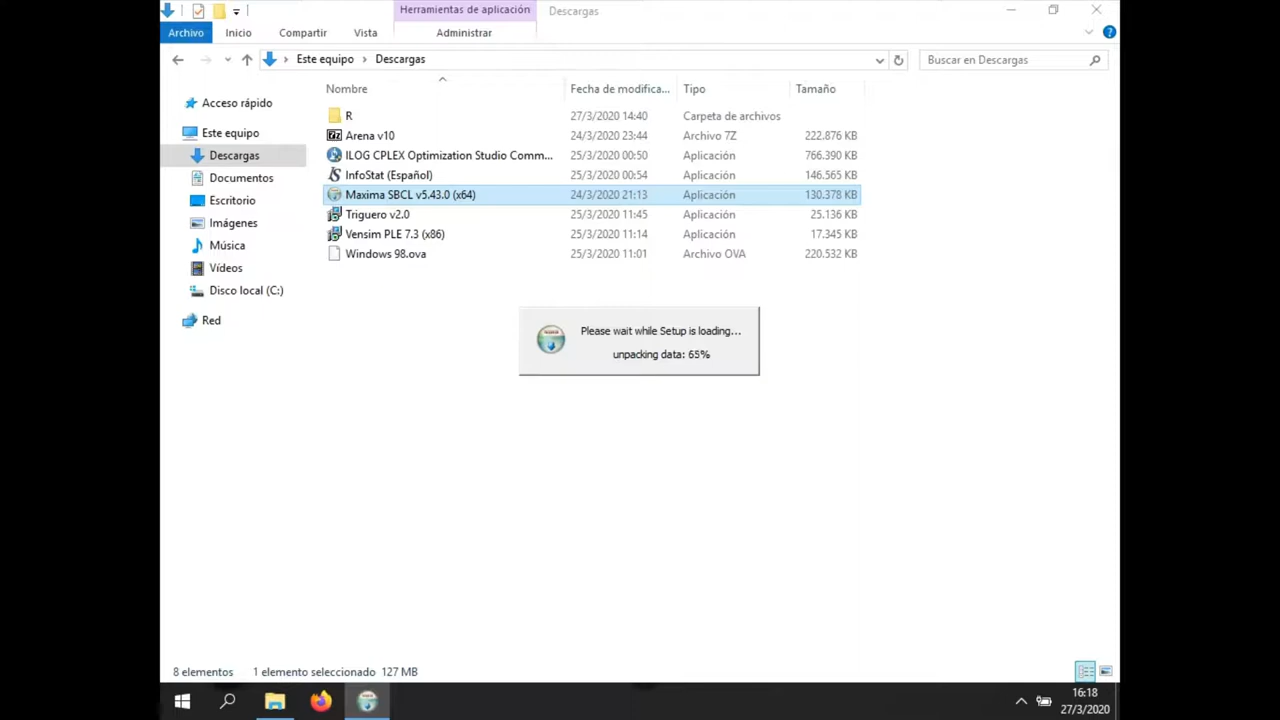 Herramientas de aplicación Descargas
Archivo Inicio Compartir Vista Administrar
Este equipo Descargas Buscar en Descargas
Nombre Fecha de modifica... Tipo Tamaño
Acceso rápido
Este equipo
Descargas
Documentos
Escritorio
Imágenes
Música
Vídeos
Disco local (C:)
Red
R 27/3/2020 14:40 Carpeta de archivos
Arena v10 24/3/2020 23:44 Archivo 7Z 222.876 KB
ILOG CPLEX Optimization Studio Comm... 25/3/2020 00:50 Aplicación 766.390 KB
InfoStat (Español) 25/3/2020 00:54 Aplicación 146.565 KB
Maxima SBCL v5.43.0 (x64) 24/3/2020 21:13 Aplicación 130.378 KB
Triguero v2.0 25/3/2020 11:45 Aplicación 25.136 KB
Vensim PLE 7.3 (x86) 25/3/2020 11:14 Aplicación 17.345 KB
Windows 98.ova 25/3/2020 11:01 Archivo OVA 220.532 KB
Please wait while Setup is loading...
unpacking data: 65%
8 elementos 1 elemento seleccionado 127 MB
16:18
27/3/2020